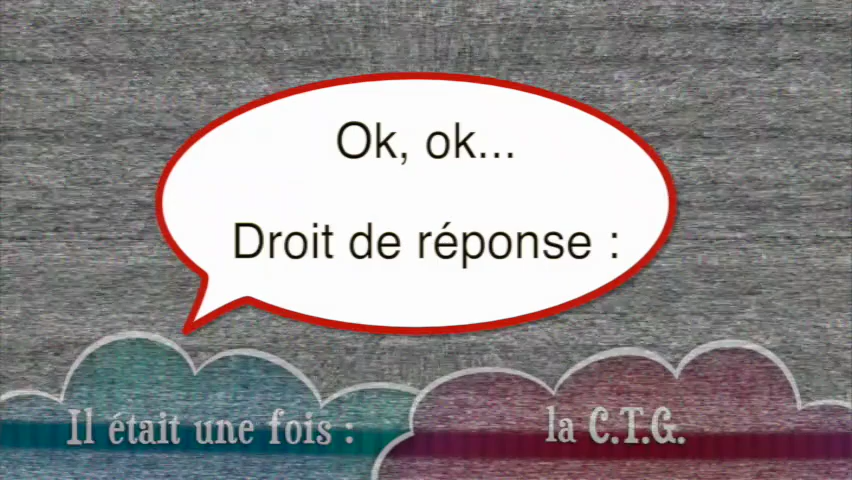 Ok, ok...
Droit de réponse :
Il était une fois : la C.T.G.